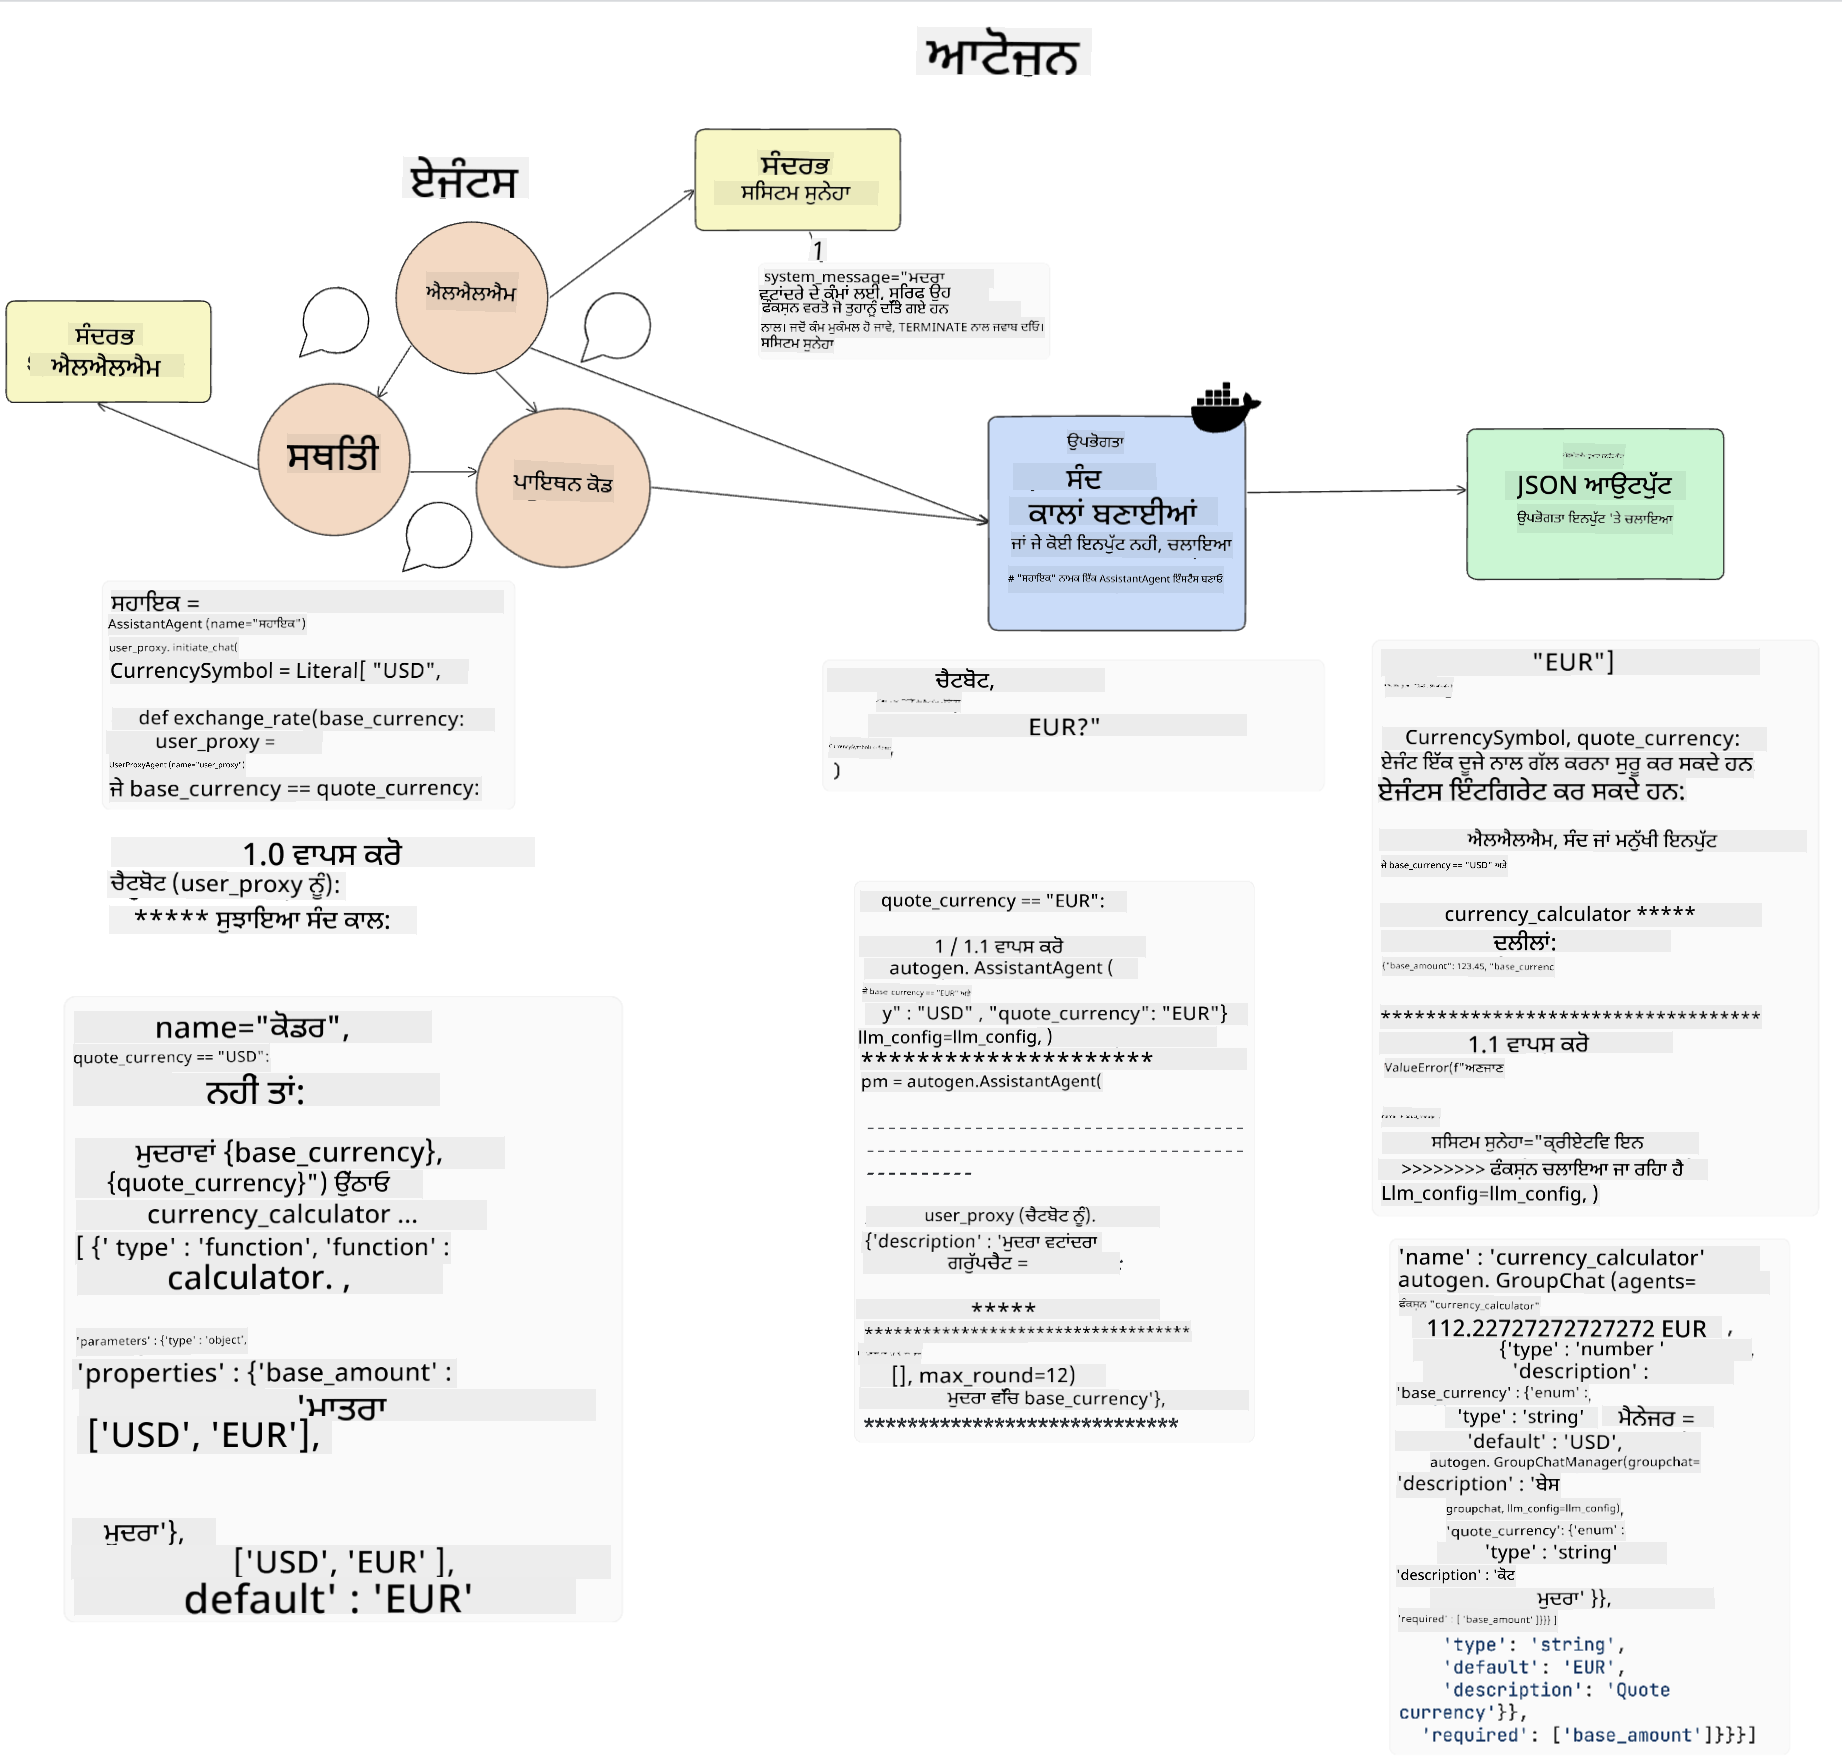 ਆਟੋਜੁਨ
ਏਜੰਟਸ
ਸੰਦਰਭ
ਸਿਸਟਮ ਸੁਨੇਹਾ
ਐਲਐਲਐਮ
1
system_message="ਮੁਦਰਾ
ਵਟਾਂਦਰੇ ਦੇ ਕੰਮਾਂ ਲਈ, ਸਿਰਫ ਉਹ
ਫੰਕਸ਼ਨ ਵਰਤੋ ਜੋ ਤੁਹਾਨੂੰ ਦਿੱਤੇ ਗਏ ਹਨ
ਨਾਲ। ਜਦੋਂ ਕੰਮ ਮੁਕੰਮਲ ਹੋ ਜਾਵੇ, TERMINATE ਨਾਲ ਜਵਾਬ ਦਿਓ।
ਸਿਸਟਮ ਸੁਨੇਹਾ
ਸੰਦਰਭ
ਐਲਐਲਐਮ
ਸਥਿਤੀ
ਪਾਇਥਨ ਕੋਡ
ਉਪਭੋਗਤਾ
ਸੰਦ
ਕਾਲਾਂ ਬਣਾਈਆਂ
ਜਾਂ ਜੇ ਕੋਈ ਇਨਪੁੱਟ ਨਹੀ, ਚਲਾਇਆ
# "ਸਹਾਇਕ" ਨਾਮਕ ਇੱਕ AssistantAgent ਇੰਸਟੈਂਸ ਬਣਾਓ
JSON ਆਉਟਪੁੱਟ
ਉਪਭੋਗਤਾ ਇਨਪੁੱਟ 'ਤੇ ਚਲਾਇਆ
ਸਹਾਇਕ =
AssistantAgent (name="ਸਹਾਇਕ")
user_proxy. initiate_chat(
CurrencySymbol = Literal[ "USD",
def exchange_rate(base_currency:
user_proxy =
UserProxyAgent (name="user_proxy")
ਜੇ base_currency == quote_currency:
1.0 ਵਾਪਸ ਕਰੋ
ਚੈਟਬੋਟ (user_proxy ਨੂੰ):
***** ਸੁਝਾਇਆ ਸੰਦ ਕਾਲ:
name="ਕੋਡਰ",
quote_currency == "USD":
ਨਹੀਂ ਤਾਂ:
ਮੁਦਰਾਵਾਂ {base_currency},
{quote_currency}") ਉੱਠਾਓ
currency_calculator ...
[ {' type' : 'function', 'function' :
calculator. ,
'parameters' : {'type' : 'object',
'properties' : {'base_amount' :
'ਮਾਤਰਾ
['USD', 'EUR'],
ਮੁਦਰਾ'},
['USD', 'EUR' ],
default' : 'EUR'
ਚੈਟਬੋਟ,
EUR?"
)
quote_currency == "EUR":
1 / 1.1 ਵਾਪਸ ਕਰੋ
autogen. AssistantAgent (
ਜੇ base currency == "EUR" ਅਤੇ
y" : "USD" , "quote_currency": "EUR"}
llm_config=llm_config, )
*********************
pm = autogen.AssistantAgent(
---------------------------------
---------------------------------
----------
user_proxy (ਚੈਟਬੋਟ ਨੂੰ).
{'description' : 'ਮੁਦਰਾ ਵਟਾਂਦਰਾ
ਗਰੁੱਪਚੈਟ =
*****
*********************************
[], max_round=12)
ਮੁਦਰਾ ਵਿੱਚ base_currency'},
****************************
"EUR"]
CurrencySymbol, quote_currency:
ਏਜੰਟ ਇੱਕ ਦੂਜੇ ਨਾਲ ਗੱਲ ਕਰਨਾ ਸੁਰੂ ਕਰ ਸਕਦੇ ਹਨ
ਏਜੰਟਸ ਇੰਟਗਿਰੇਟ ਕਰ ਸਕਦੇ ਹਨ:
ਐਲਐਲਐਮ, ਸੰਦ ਜਾਂ ਮਨੁੱਖੀ ਇਨਪੁੱਟ
ਜੇ base_currency == "USD" ਅਤੇ
currency_calculator *****
ਦਲੀਲਾਂ:
{"base_amount": 123.45, "base_currenc
*********************************
1.1 ਵਾਪਸ ਕਰੋ
ValueError(f"ਅਣਜਾਣ
ਸਿਸਟਮ ਸੁਨੇਹਾ="ਕ੍ਰੀਏਟਿਵ ਇਨ
>>>>>>>> ਫੰਕਸ਼ਨ ਚਲਾਇਆ ਜਾ ਰਿਹਾ ਹੈ
Llm_config=llm_config, )
'name' : 'currency_calculator'
autogen. GroupChat (agents=
ਫੰਕਸ਼ਨ "currency_calculator"
112.22727272727272 EUR ,
{'type' : 'number ' ,
'description' :
'base_currency' : {'enum' :,
'type' : 'string' ਮੈਨੇਜਰ =
'default' : 'USD',
autogen. GroupChatManager(groupchat=
'description' : 'ਬੇਸ
groupchat, llm_config=llm_config),
'quote_currency': {'enum' :
'type' : 'string'
'description' : 'ਕੋਟ
ਮੁਦਰਾ' }},
'required' : [ 'base_amount' ]}}} ]
'type': 'string',
'default': 'EUR',
'description': 'Quote
currency'}},
'required': ['base_amount']}}}]